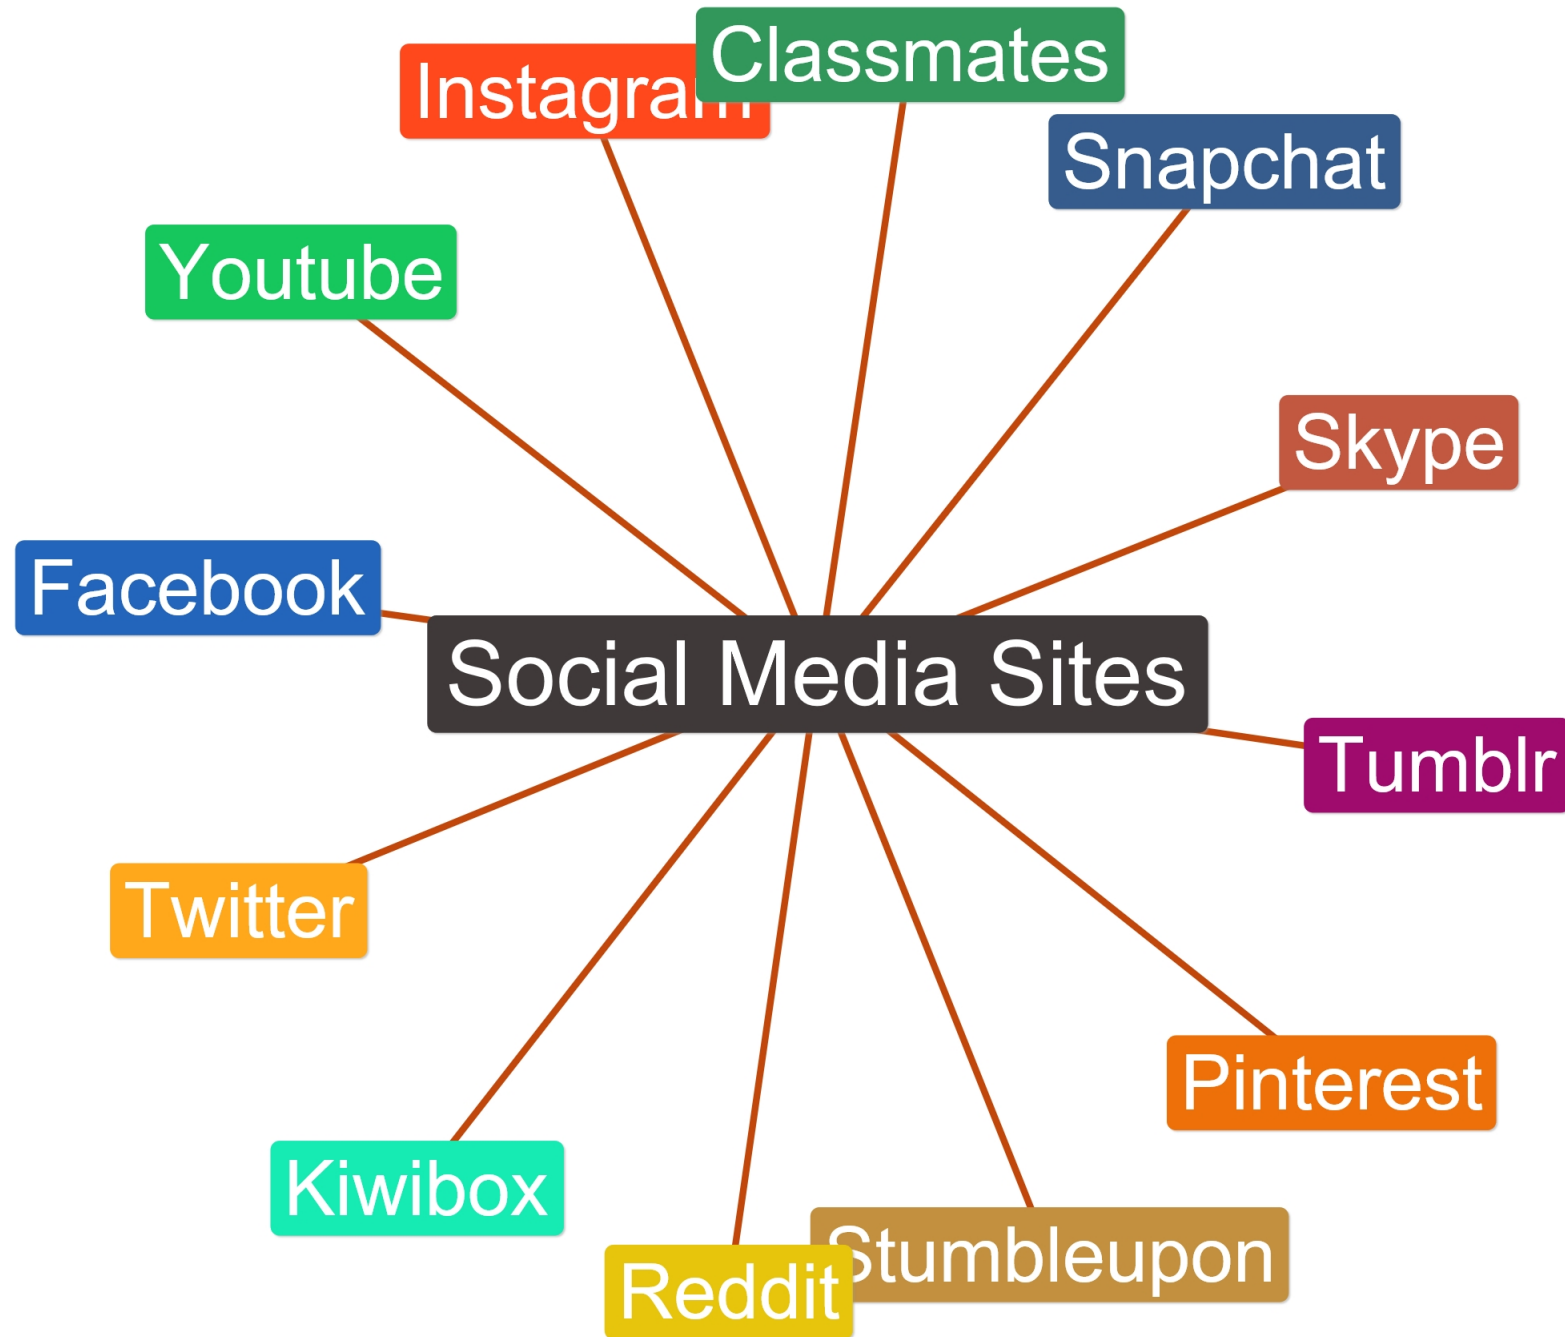 Classmates
Instagram
Snapchat
Youtube
Skype
Facebook
Social Media Sites
Tumblr
Twitter
Pinterest
Kiwibox
Stumbleupon
Reddit